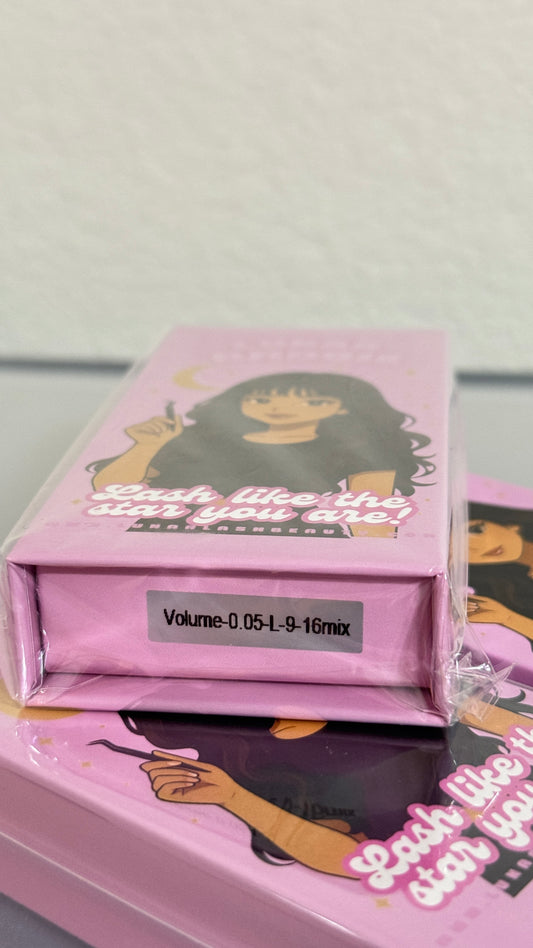 Lash like the
star you are!
Volume-0.05-L-9-16mix
Lash like th
star you